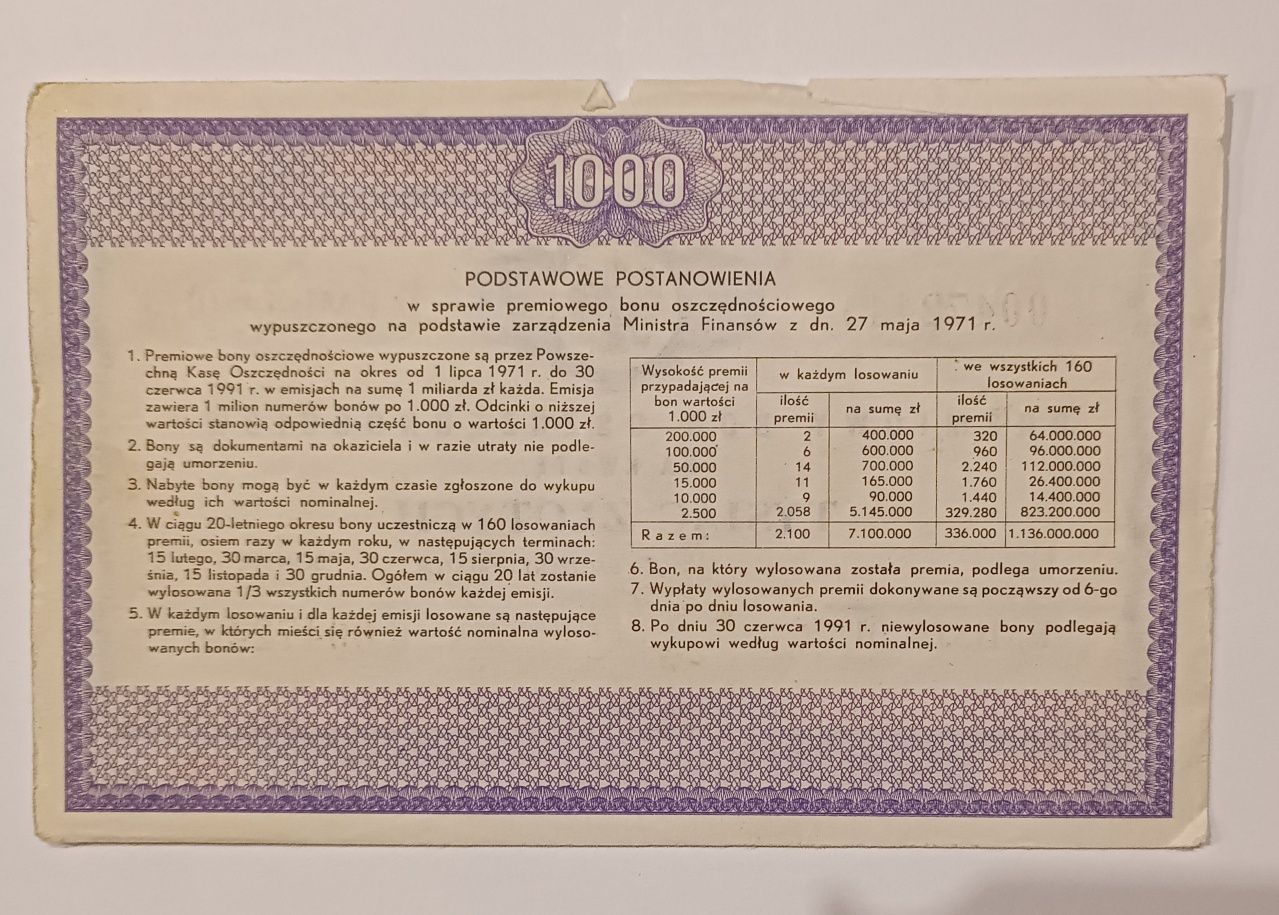 1000
PODSTAWOWE POSTANOWIENIA
w sprawie premiowego bonu oszczędnościowego
wypuszczonego na podstawie zarządzenia Ministra Finansów z dn. 27 maja 1971 r.
1. Premiowe bony oszczędnościowe wypuszczone są przez Powsze-
chną Kasę Oszczędności na okres od 1 lipca 1971 r. do 30
czerwca 1991 r. w emisjach na sumę 1 miliarda zł każda. Emisja
zawiera 1 milion numerów bonów po 1.000 zł. Odcinki o niższej
wartości stanowią odpowiednią część bonu o wartości 1.000 zł.
2. Bony są dokumentami na okaziciela i w razie utraty nie podle-
gają umorzeniu.
3. Nabyte bony mogą być w każdym czasie zgłoszone do wykupu
według ich wartości nominalnej.
4. W ciągu 20-letniego okresu bony uczestniczą w 160 losowaniach
premii, osiem razy w każdym roku, w następujących terminach:
15 lutego, 30 marca, 15 maja, 30 czerwca, 15 sierpnia, 30 wrze-
śnia, 15 listopada i 30 grudnia. Ogółem w ciągu 20 lat zostanie
wylosowana 1/3 wszystkich numerów bonów każdej emisji.
5. W każdym losowaniu i dla każdej emisji losowane są następujące
premie, w których mieści się również wartość nominalna wyloso-
wanych bonów:
Wysokość premii przypadającej na bon wartości 1.000 zł
w każdym losowaniu
we wszystkich 160 losowaniach
ilość premii na sumę zł ilość premii na sumę zł
200.000 2 400.000 320 64.000.000
100.000 6 600.000 960 96.000.000
50.000 14 700.000 2.240 112.000.000
15.000 11 165.000 1.760 26.400.000
10.000 9 90.000 1.440 14.400.000
2.500 2.058 5.145.000 329.280 823.200.000
Razem: 2.100 7.100.000 336.000 1.136.000.000
6. Bon, na który wylosowana została premia, podlega umorzeniu.
7. Wypłaty wylosowanych premii dokonywane są począwszy od 6-go
dnia po dniu losowania.
8. Po dniu 30 czerwca 1991 r. niewylosowane bony podlegają
wykupowi według wartości nominalnej.